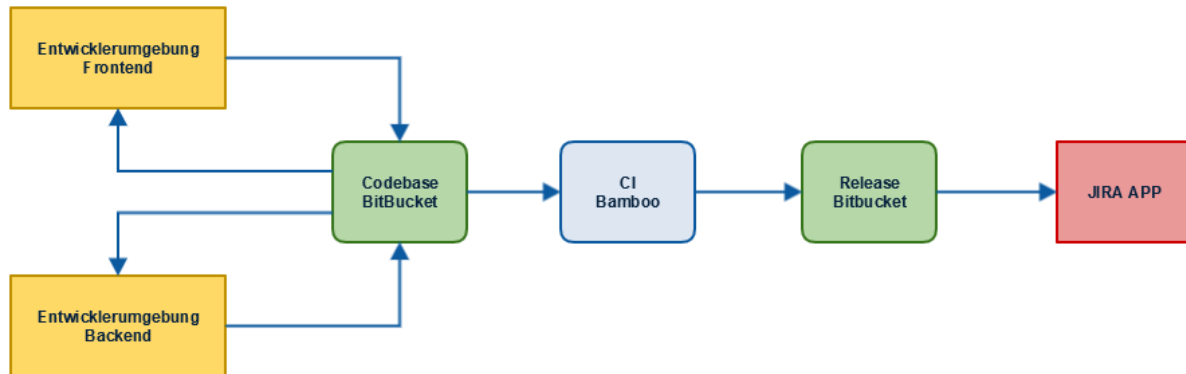 Entwicklerumgebung
Frontend
Codebase
BitBucket
CI
Bamboo
Release
Bitbucket
JIRA APP
Entwicklerumgebung
Backend